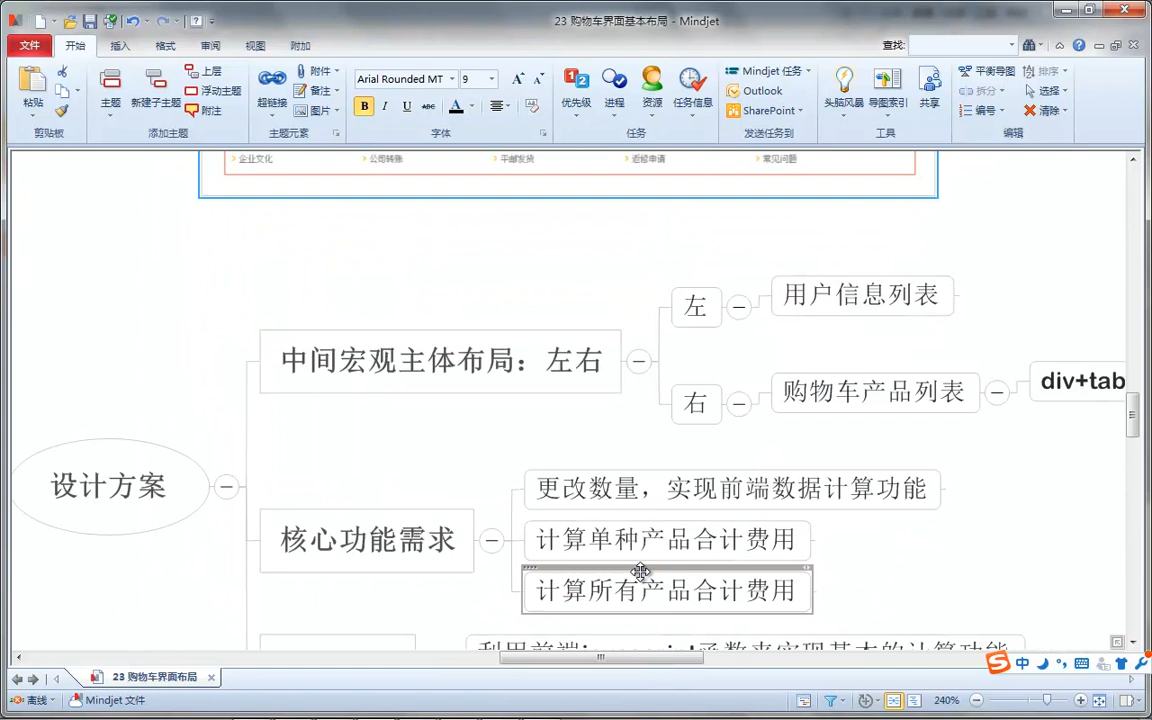 23 购物车界面基本布局 - Mindjet
文件 开始 插入 格式 审阅 视图 附加 查找:
粘贴 主题 新建子主题 上层 浮动主题 附注 超链接 附件 备注 图片 Arial Rounded MT 9 B I U abc A 优先级 进程 资源 任务信息 Mindjet 任务 Outlook SharePoint 头脑风暴 导图索引 共享 平衡导图 拆分 编号 排序 选择 清除
剪贴板 添加主题 主题元素 字体 任务 发送任务到 工具 编辑
企业文化 公司转账 平邮发货 返修申请 常见问题
左 用户信息列表
中间宏观主体布局：左右
右 购物车产品列表 div+tab
设计方案
更改数量，实现前端数据计算功能
核心功能需求 计算单种产品合计费用
计算所有产品合计费用
中
23 购物车界面布局
离线 Mindjet 文件 240%